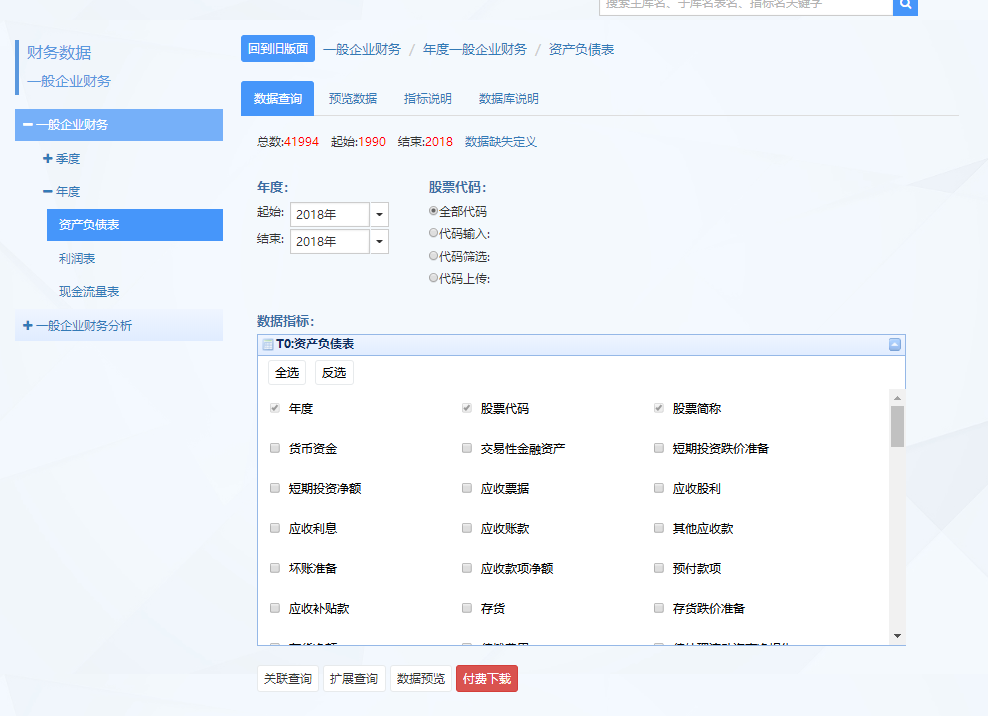 搜索主库名、子库名表名、指标名关键字
财务数据
一般企业财务
一般企业财务
季度
年度
资产负债表
利润表
现金流量表
一般企业财务分析
回到旧版面 一般企业财务 / 年度一般企业财务 / 资产负债表
数据查询 预览数据 指标说明 数据库说明
总数:41994 起始:1990 结束:2018 数据缺失定义
年度： 股票代码：
起始: 2018年 全部代码
代码输入:
结束: 2018年
代码筛选:
代码上传:
数据指标：
T0:资产负债表
全选 反选
年度 股票代码 股票简称
货币资金 交易性金融资产 短期投资跌价准备
短期投资净额 应收票据 应收股利
应收利息 应收账款 其他应收款
坏账准备 应收款项净额 预付款项
应收补贴款 存货 存货跌价准备
关联查询 扩展查询 数据预览 付费下载